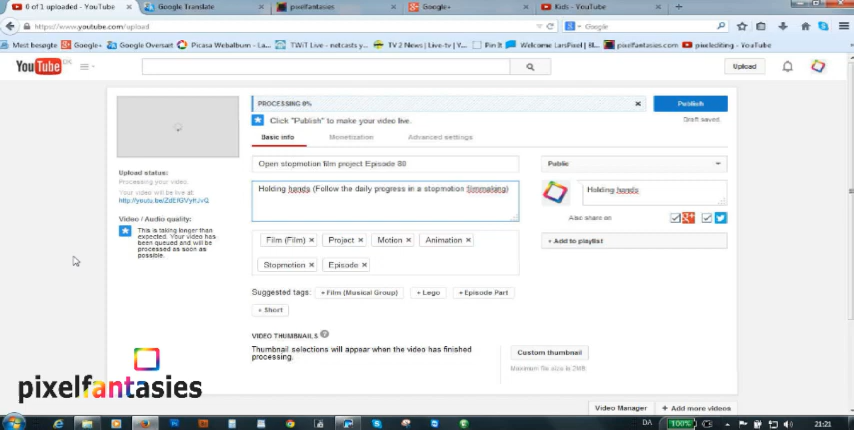 0 of 1 uploaded - YouTube
Google Translate
pixelfantasies
Google+
Kids - YouTube
https://www.youtube.com/upload
Google
Mest besøgte
Google+
Google Oversæt
Optometrics
Picasa Webalbum - La...
TWiT Live - netcasts y...
TV 2 News | Live-tv | Y...
Pin It
Welcome LarsPixel | Bl...
pixelfantasies.com
pixelediting - YouTube
YouTube
DK
Upload
PROCESSING 0%
Publish
Click "Publish" to make your video live.
Draft saved.
Basic info
Monetization
Advanced settings
Open stopmotion film project Episode 80
Public
Upload status:
Processing your video.
Your video will be live at:
Holding hands (Follow the daily progress in a stopmotion filmmaking)
Holding hands
Also share on
Video / Audio quality:
This is taking longer than
expected. Your video has
been queued and will be
processed as soon as
possible.
Film (Film)
Project
Motion
Animation
+ Add to playlist
Stopmotion
Episode
Suggested tags:
+ Film (Musical Group)
+ Lego
+ Episode Part
+ Short
VIDEO THUMBNAILS
Thumbnail selections will appear when the video has finished
processing.
Custom thumbnail
Maximum file size is 2MB.
pixelfantasies
Video Manager
+ Add more videos
DA
100%
21:21